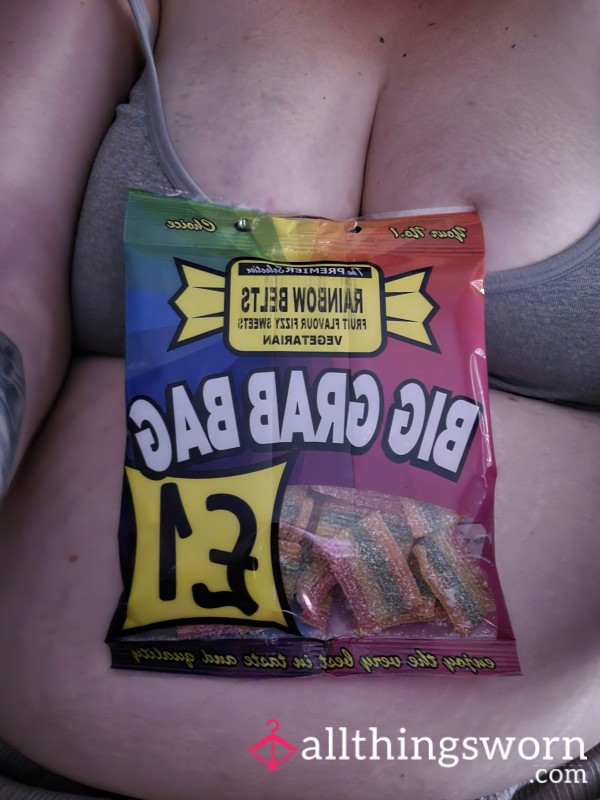 Your No.1 Choice
The PREMIER Selection
RAINBOW BELTS
FRUIT FLAVOUR FIZZY SWEETS
VEGETARIAN
BIG GRAB BAG
£1
enjoy the very best in taste and quality
allthingsworn
.com